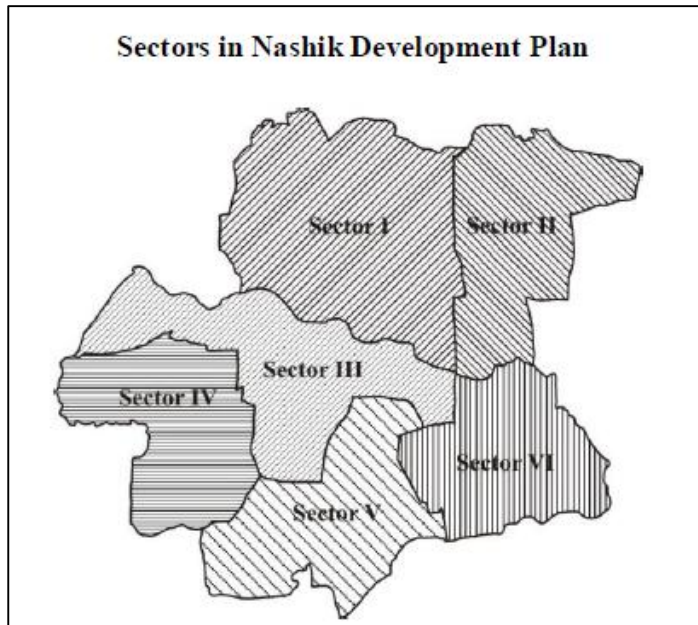 Sectors in Nashik Development Plan
Sector I
Sector II
Sector III
Sector IV
Sector VI
Sector V